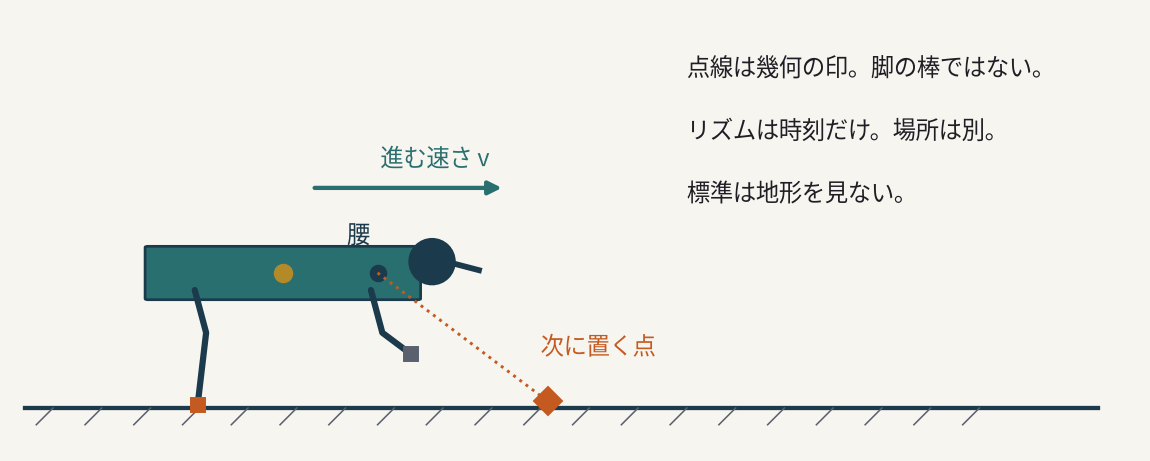 点線は幾何の印。脚の棒ではない。
リズムは時刻だけ。場所は別。
進む速さ v
標準は地形を見ない。
腰
次に置く点